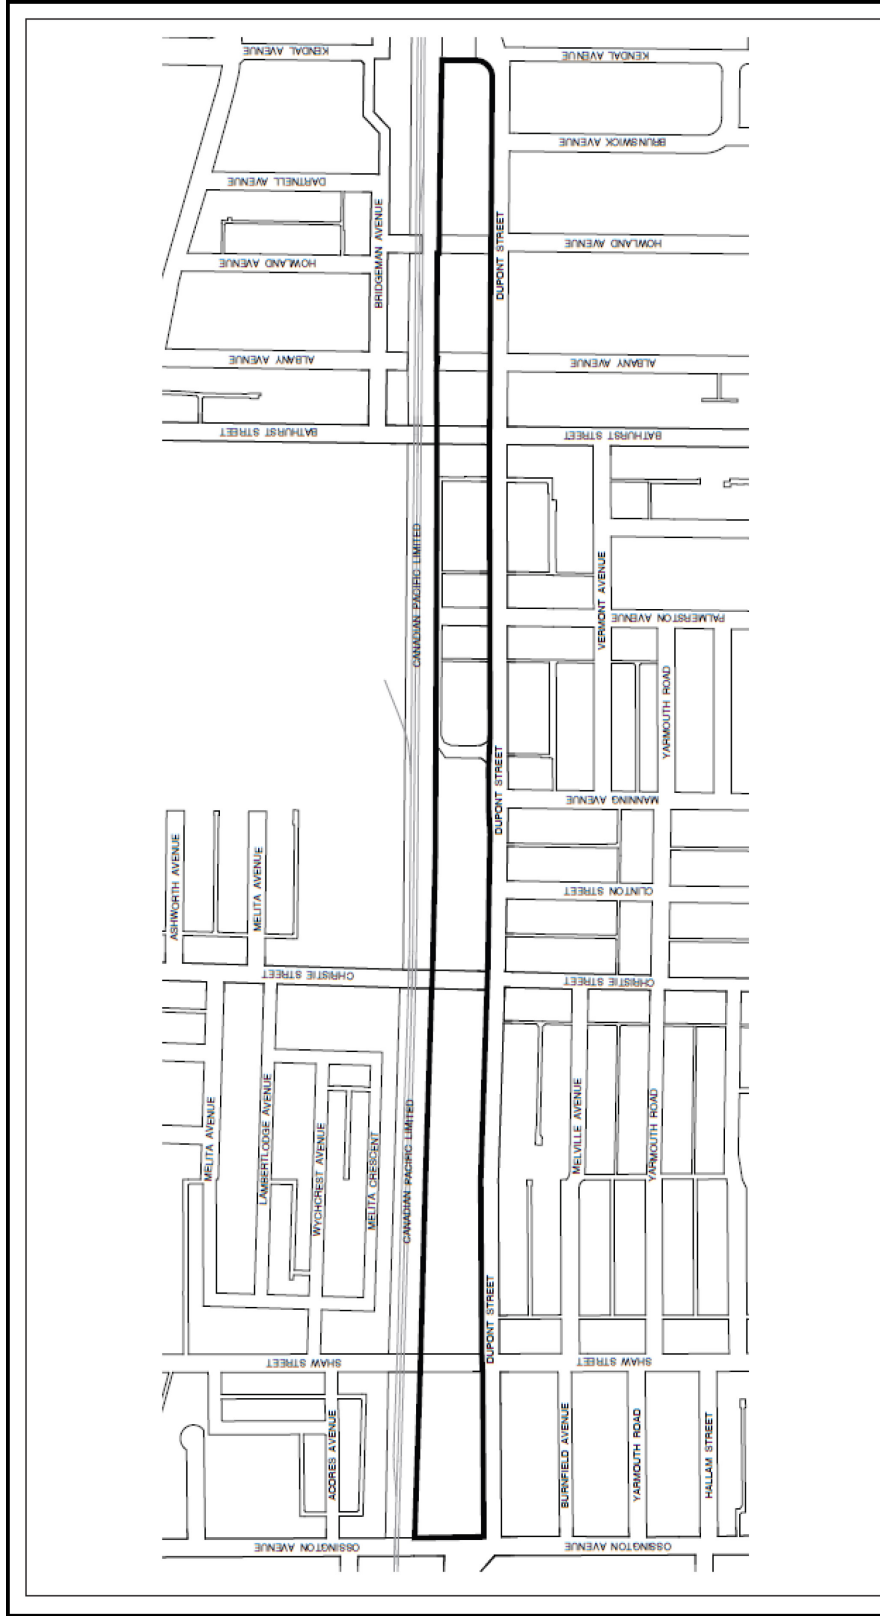 KENDAL AVENUE
KENDAL AVENUE
BRUNSWICK AVENUE
DARTNELL AVENUE
BRIDGEMAN AVENUE
DUPONT STREET
HOWLAND AVENUE
HOWLAND AVENUE
ALBANY AVENUE
ALBANY AVENUE
BATHURST STREET
BATHURST STREET
CANADIAN PACIFIC LIMITED
VERMONT AVENUE
PALMERSTON AVENUE
YARMOUTH ROAD
DUPONT STREET
MANNING AVENUE
ASHWORTH AVENUE
MELITA AVENUE
CLINTON STREET
CHRISTIE STREET
CHRISTIE STREET
MELITA AVENUE
LAMBERTLODGE AVENUE
WYCHCREST AVENUE
MELITA CRESCENT
CANADIAN PACIFIC LIMITED
MELVILLE AVENUE
YARMOUTH ROAD
DUPONT STREET
SHAW STREET
SHAW STREET
ACORES AVENUE
BURNFIELD AVENUE
YARMOUTH ROAD
HALLAM STREET
OSSINGTON AVENUE
OSSINGTON AVENUE